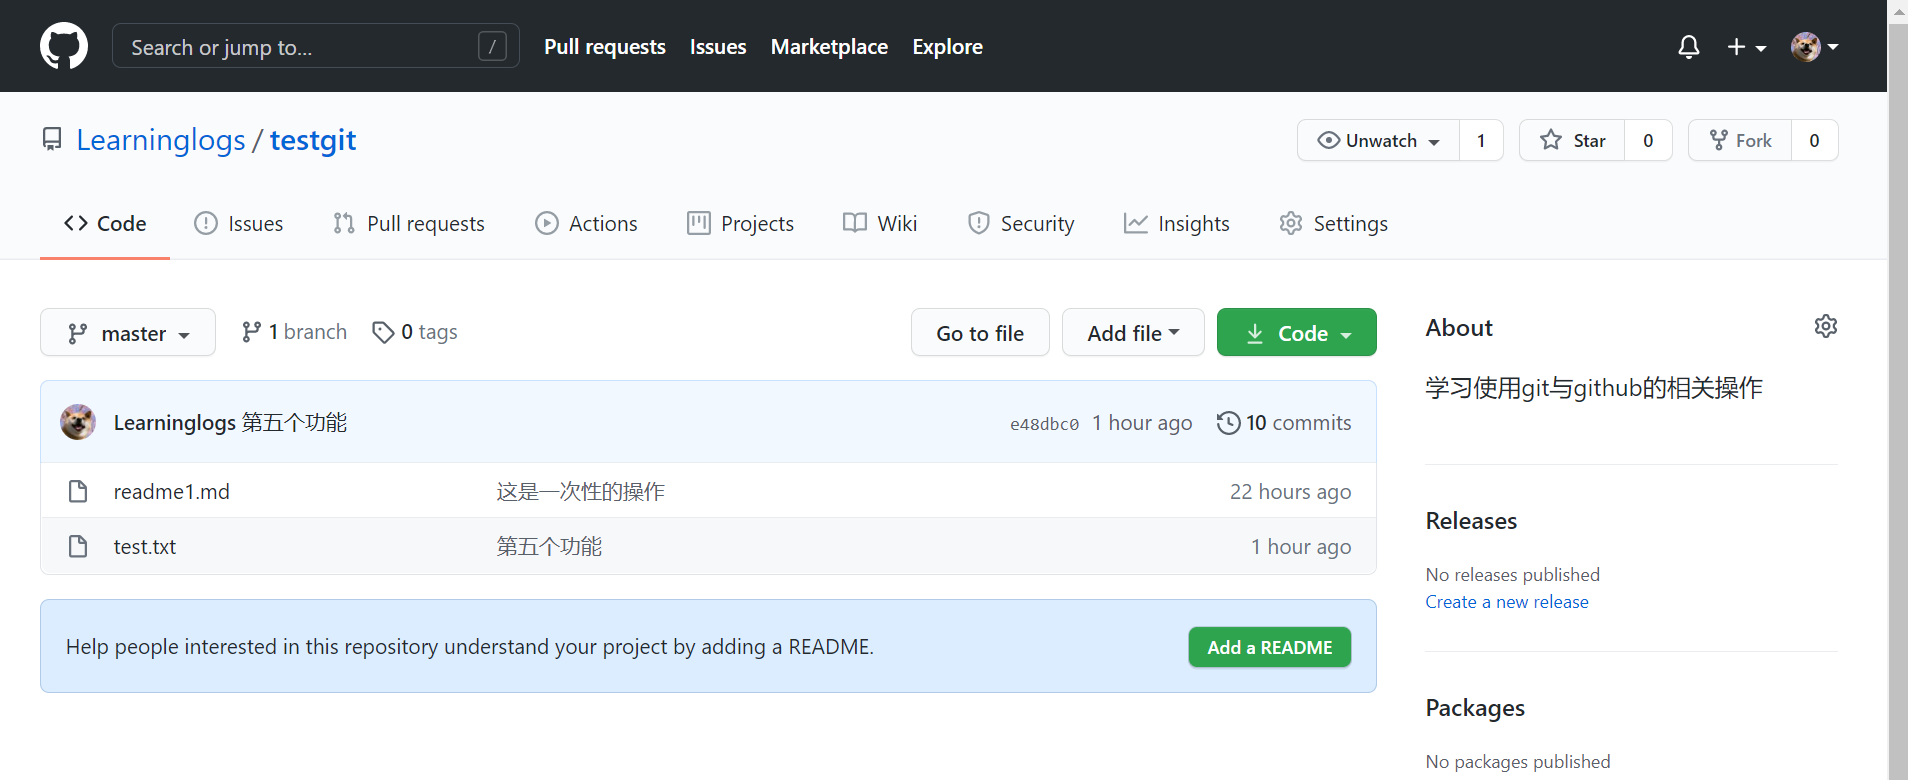 Search or jump to... / Pull requests Issues Marketplace Explore
Learninglogs / testgit Unwatch 1 Star 0 Fork 0
Code Issues Pull requests Actions Projects Wiki Security Insights Settings
master 1 branch 0 tags Go to file Add file Code
About
学习使用git与github的相关操作
Learninglogs 第五个功能 e48dbc0 1 hour ago 10 commits
readme1.md 这是一次性的操作 22 hours ago
test.txt 第五个功能 1 hour ago
Releases
No releases published
Create a new release
Help people interested in this repository understand your project by adding a README. Add a README
Packages
No packages published